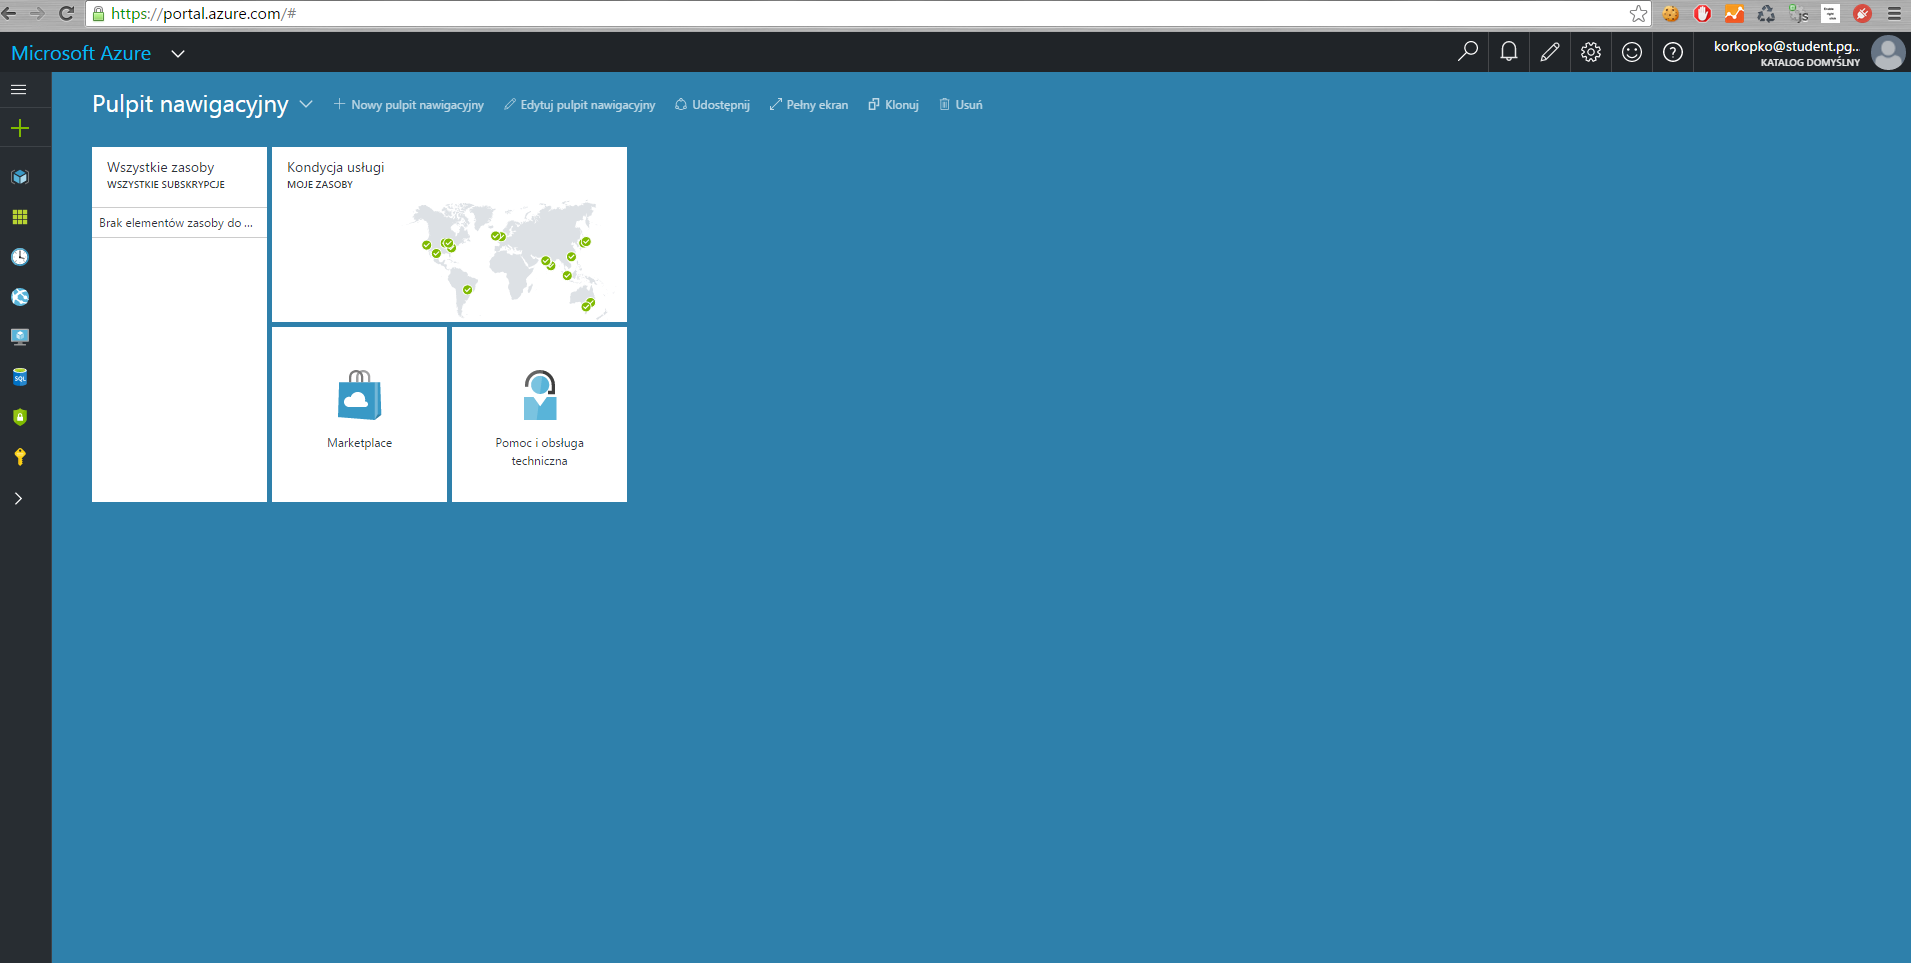 https://portal.azure.com/#
js
Microsoft Azure
korkopko@student.pg...
KATALOG DOMYŚLNY
Pulpit nawigacyjny
Nowy pulpit nawigacyjny
Edytuj pulpit nawigacyjny
Udostępnij
Pełny ekran
Klonuj
Usuń
Wszystkie zasoby
WSZYSTKIE SUBSKRYPCJE
Brak elementów zasoby do ...
Kondycja usługi
MOJE ZASOBY
SQL
Marketplace
Pomoc i obsługa
techniczna